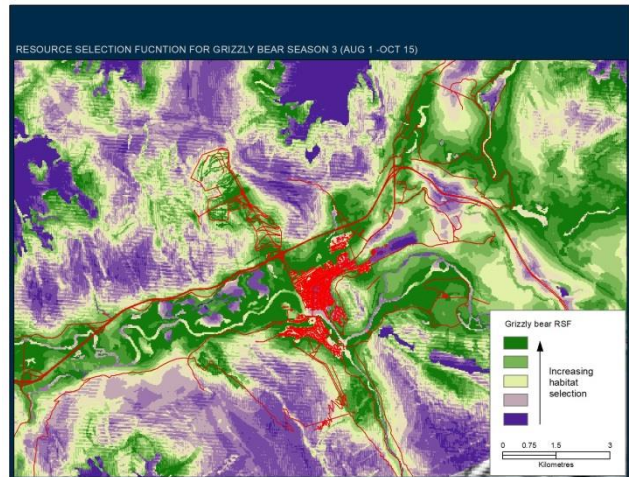 RESOURCE SELECTION FUCNTION FOR GRIZZLY BEAR SEASON 3 (AUG 1 -OCT 15)
Grizzly bear RSF
Increasing
habitat
selection
0 0.75 1.5 3
Kilometres